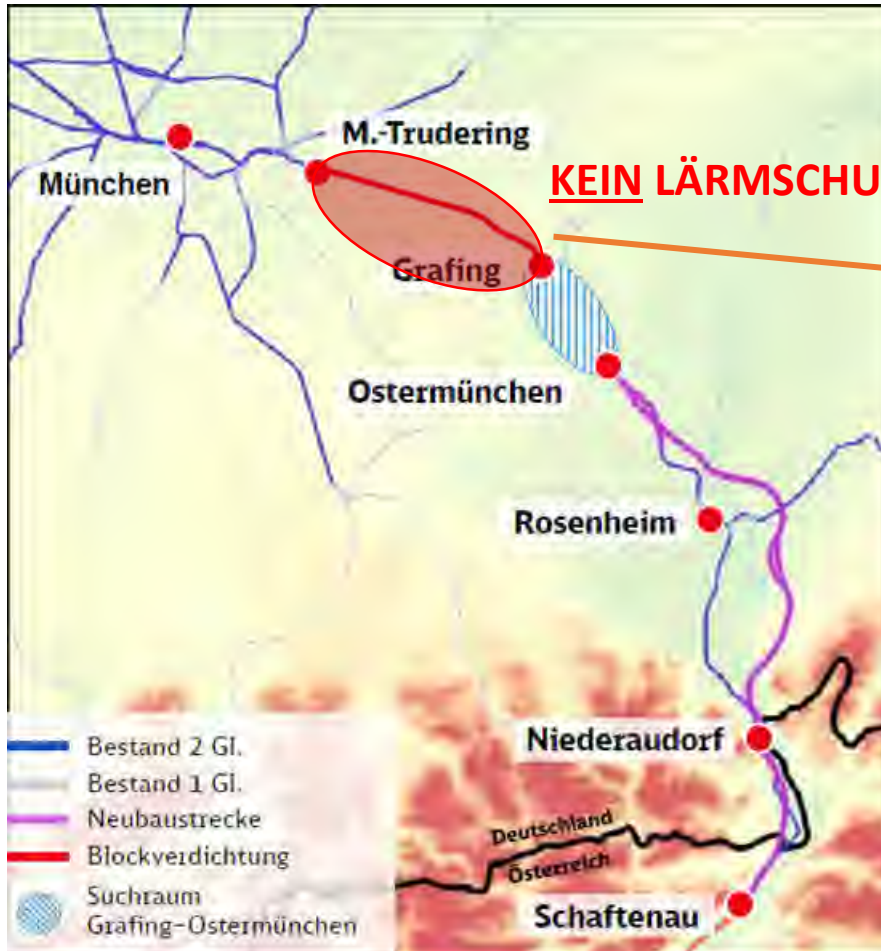 M.-Trudering
München
KEIN LÄRMSCHU
Grafing
Ostermünchen
Rosenheim
Niederaudorf
Deutschland
Österreich
Schaftenau
Bestand 2 Gl.
Bestand 1 Gl.
Neubaustrecke
Blockverdichtung
Suchraum
Grafing-Ostermünchen